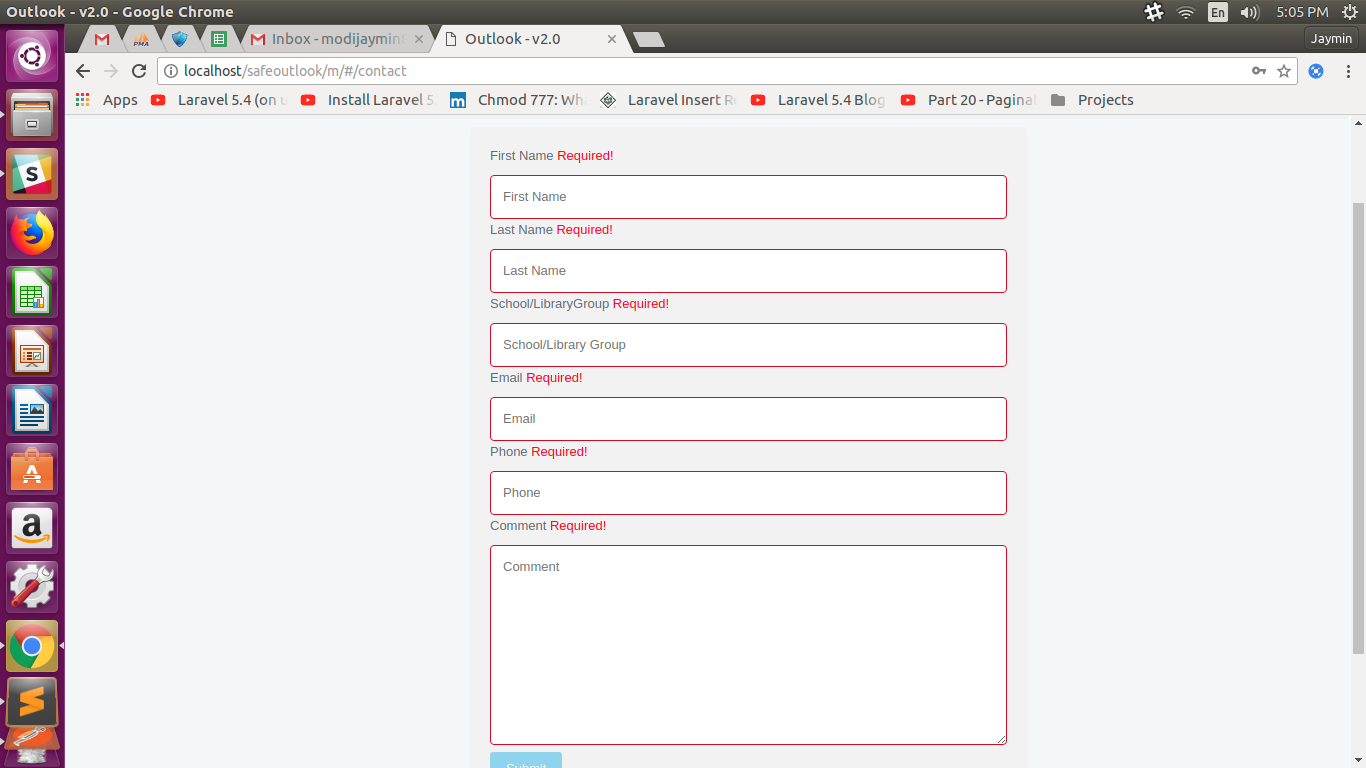 Outlook - v2.0 - Google Chrome
En
5:05 PM
PMA
Inbox - modijaymin
Outlook - v2.0
Jaymin
localhost/safeoutlook/m/#/contact
Apps
Laravel 5.4 (on u
Install Laravel 5
Chmod 777: Wh
Laravel Insert R
Laravel 5.4 Blog
Part 20 - Paginal
Projects
First Name Required!
First Name
Last Name Required!
Last Name
School/LibraryGroup Required!
School/Library Group
Email Required!
Email
Phone Required!
Phone
Comment Required!
Comment
Submit